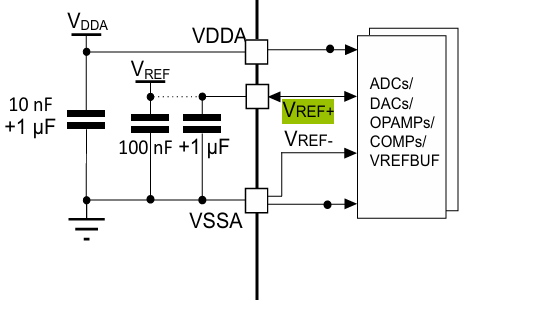 VDDA
VDDA
VREF
10 nF
+1 µF
100 nF
+1 µF
VREF+
VREF-
VSSA
ADCs/
DACs/
OPAMPs/
COMPs/
VREFBUF